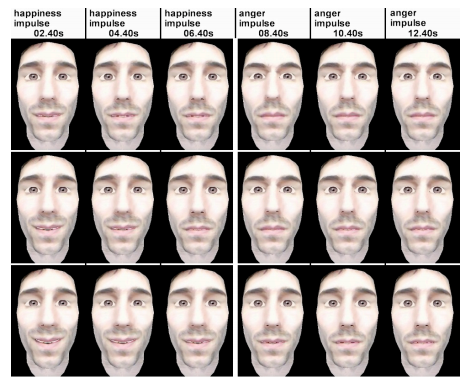 happiness
impulse
02.40s
happiness
impulse
04.40s
happiness
impulse
06.40s
anger
impulse
08.40s
anger
impulse
10.40s
anger
impulse
12.40s